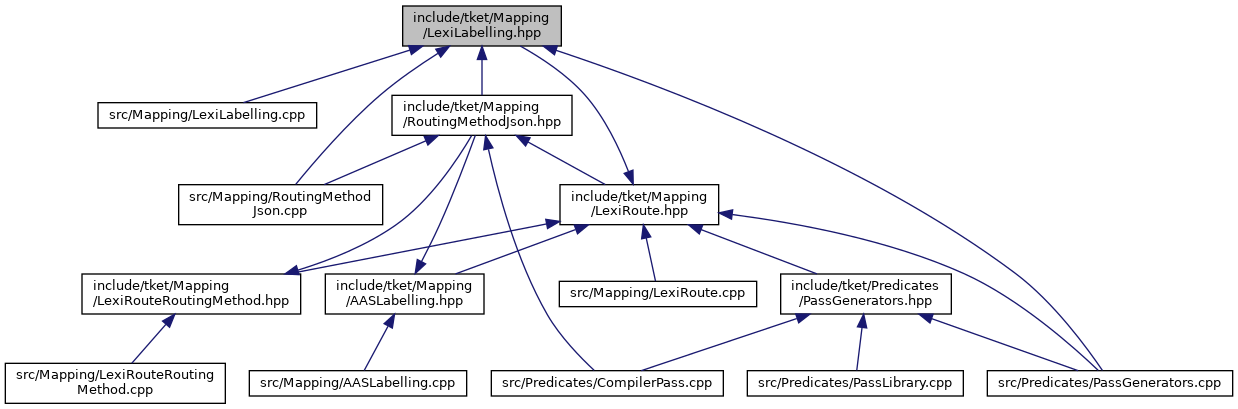 include/tket/Mapping
/LexiLabelling.hpp
src/Mapping/LexiLabelling.cpp
include/tket/Mapping
/RoutingMethodJson.hpp
src/Mapping/RoutingMethod
Json.cpp
include/tket/Mapping
/LexiRoute.hpp
include/tket/Mapping
/LexiRouteRoutingMethod.hpp
include/tket/Mapping
/AASLabelling.hpp
src/Mapping/LexiRoute.cpp
include/tket/Predicates
/PassGenerators.hpp
src/Mapping/LexiRouteRouting
Method.cpp
src/Mapping/AASLabelling.cpp
src/Predicates/CompilerPass.cpp
src/Predicates/PassLibrary.cpp
src/Predicates/PassGenerators.cpp